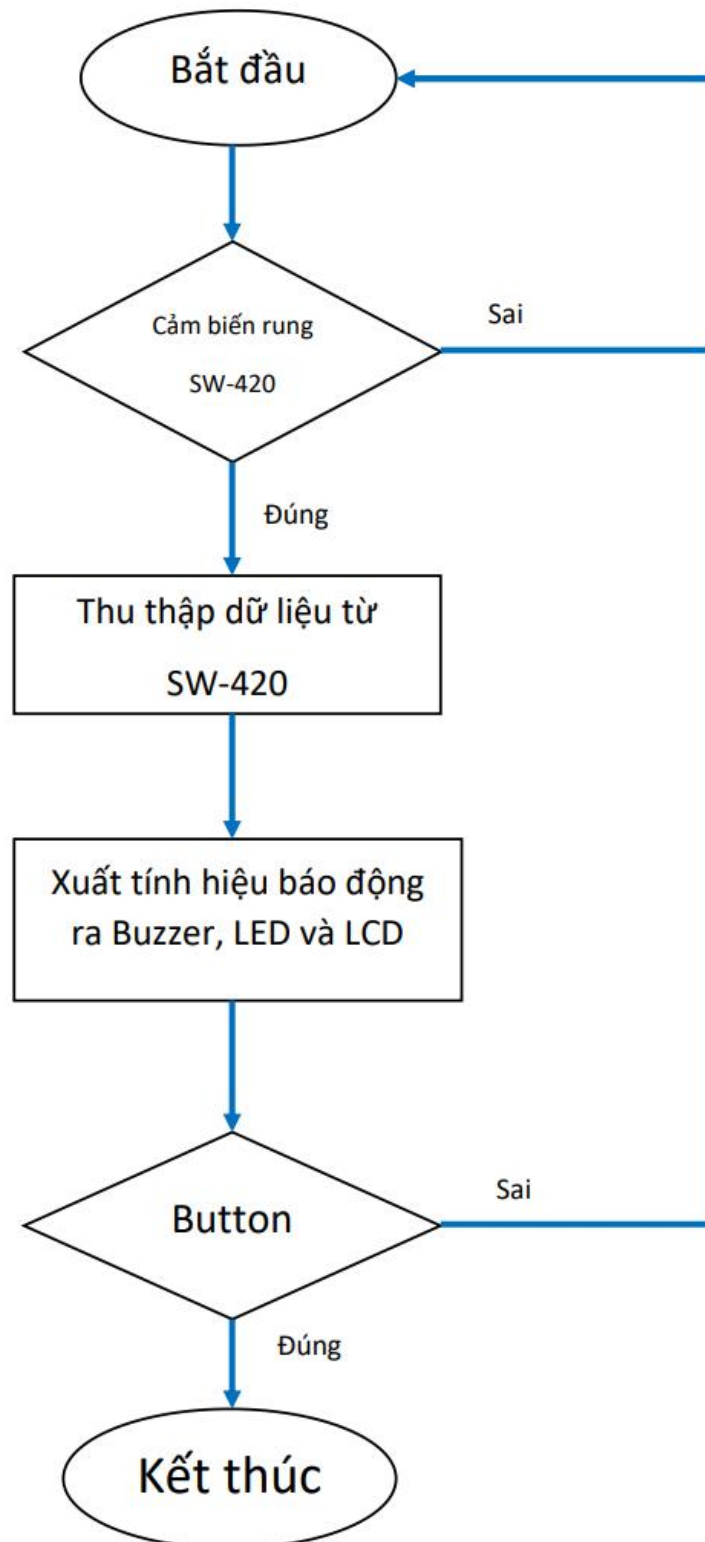 Bắt đầu
Cảm biến rung
SW-420
Sai
Đúng
Thu thập dữ liệu từ
SW-420
Xuất tính hiệu báo động
ra Buzzer, LED và LCD
Button
Sai
Đúng
Kết thúc